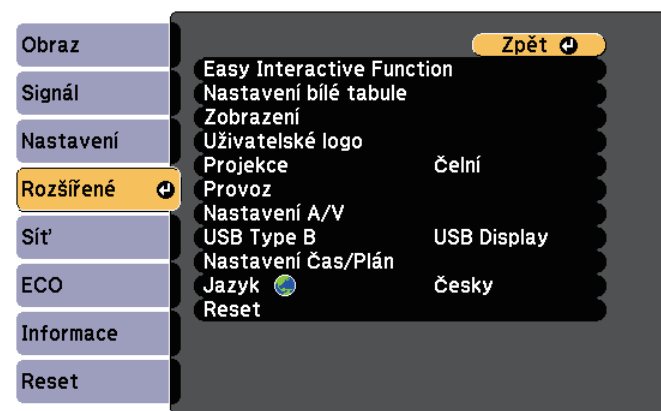 Obraz
Signál
Nastavení
Rozšířené
Síť
ECO
Informace
Reset
Zpět
Easy Interactive Function
Nastavení bílé tabule
Zobrazení
Uživatelské logo
Projekce Čelní
Provoz
Nastavení A/V
USB Type B USB Display
Nastavení Čas/Plán
Jazyk Česky
Reset